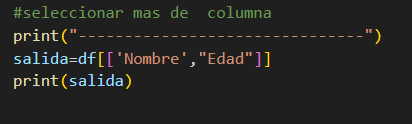 #seleccionar mas de  columna
print("-------------------------------")
salida=df[['Nombre',"Edad"]]
print(salida)